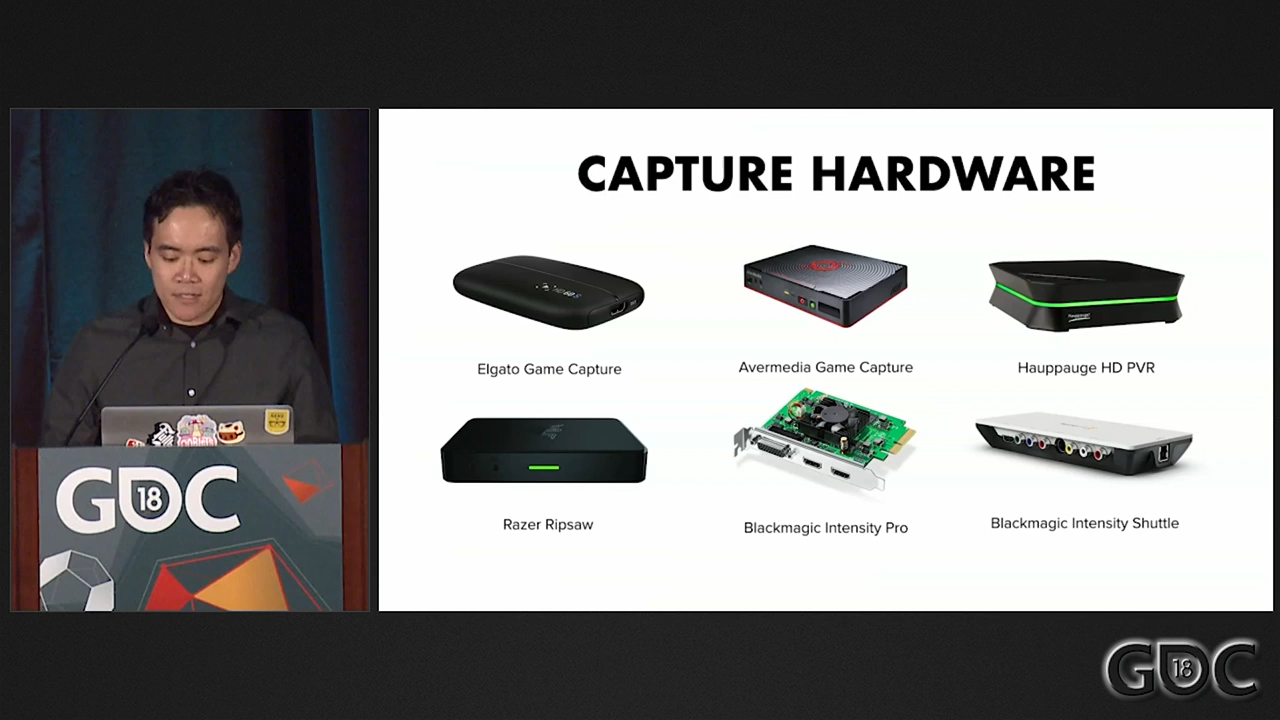 CAPTURE HARDWARE
Elgato Game Capture
Avermedia Game Capture
Hauppauge HD PVR
Razer Ripsaw
Blackmagic Intensity Pro
Blackmagic Intensity Shuttle
GDC
18
GDC
18